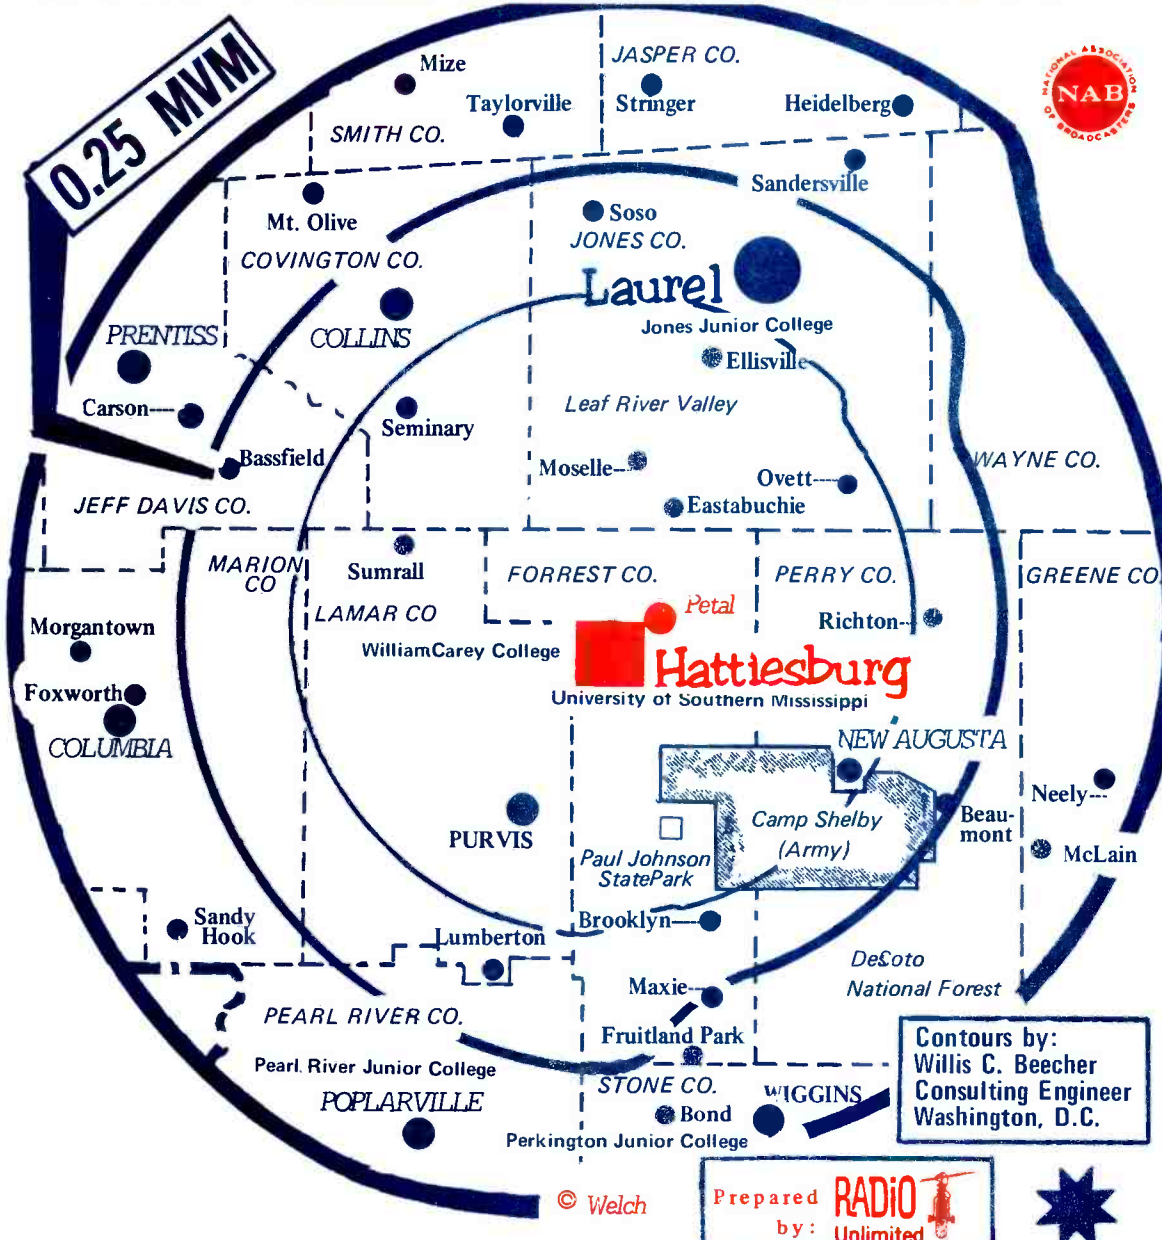 0.25 MVM
Mize
JASPER CO.
Taylorville
Stringer
Heidelberg
NATIONAL ASSOCIATION
NAB
OF BROADCASTERS
SMITH CO.
Sandersville
Mt. Olive
Soso
COVINGTON CO.
JONES CO.
Laurel
Jones Junior College
PRENTISS
COLLINS
Ellisville
Carson---
Leaf River Valley
Seminary
Bassfield
Moselle--
Ovett----
WAYNE CO.
JEFF DAVIS CO.
Eastabuchie
MARION
CO
Sumrall
FORREST CO.
PERRY CO.
GREENE CO.
LAMAR CO
Petal
Richton--
Morgantown
William Carey College
Hattiesburg
Foxworth
University of Southern Mississippi
COLUMBIA
NEW AUGUSTA
Neely---
PURVIS
Camp Shelby
(Army)
Beau-
mont
McLain
Paul Johnson
StatePark
Sandy
Hook
Brooklyn—
Lumberton
DeSoto
National Forest
Maxie--
PEARL RIVER CO.
Fruitland Park
Pearl River Junior College
STONE CO.
WIGGINS
POPLARVILLE
Bond
Perkington Junior College
Contours by:
Willis C. Beecher
Consulting Engineer
Washington, D.C.
© Welch
Prepared
by:
RADiO
Unlimited